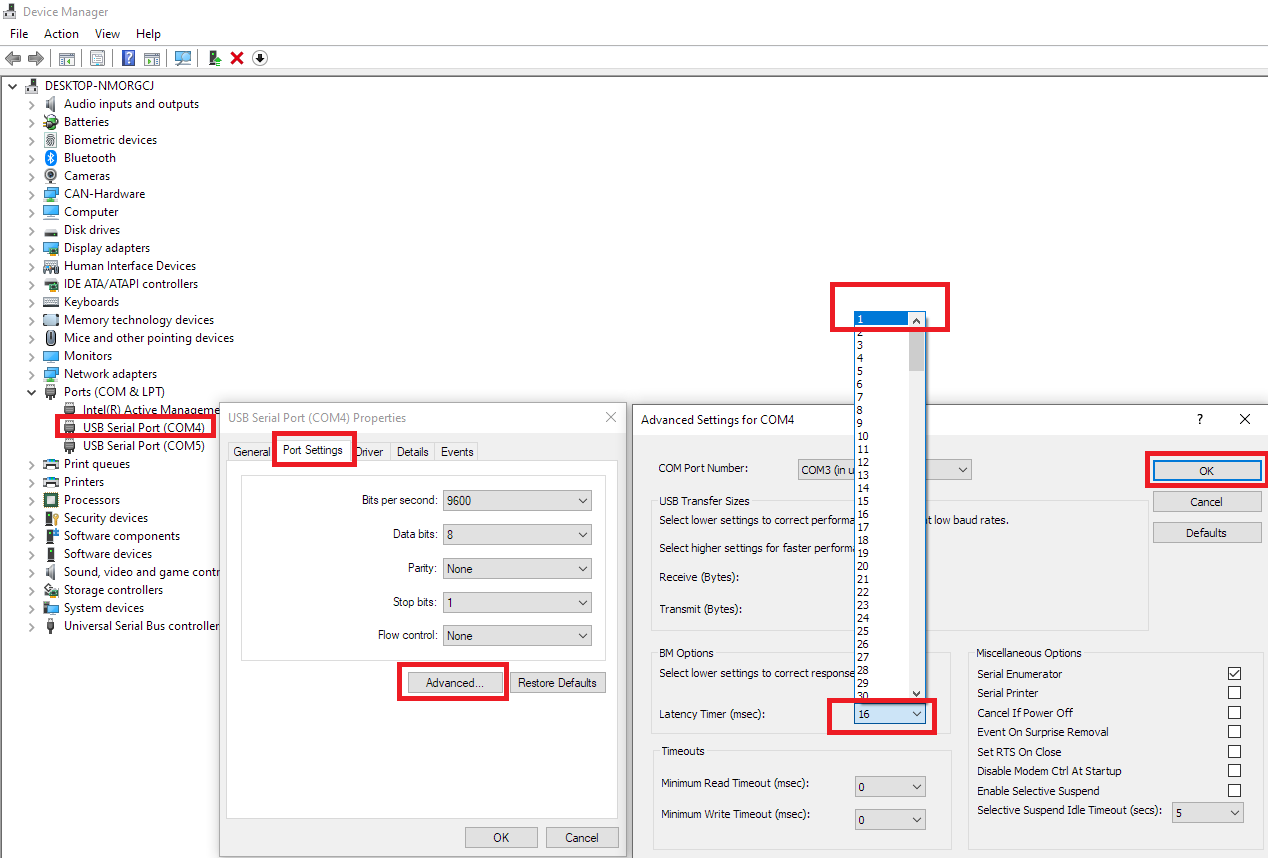 Device Manager
File Action View Help
DESKTOP-NMORGCJ
Audio inputs and outputs
Batteries
Biometric devices
Bluetooth
Cameras
CAN-Hardware
Computer
Disk drives
Display adapters
Human Interface Devices
IDE ATA/ATAPI controllers
Keyboards
Memory technology devices
Mice and other pointing devices
Monitors
Network adapters
Ports (COM & LPT)
Intel(R) Active Manageme
USB Serial Port (COM4)
USB Serial Port (COM5)
Print queues
Printers
Processors
Security devices
Software components
Software devices
Sound, video and game contr
Storage controllers
System devices
Universal Serial Bus controller
USB Serial Port (COM4) Properties
General Port Settings Driver Details Events
Bits per second: 9600
Data bits: 8
Parity: None
Stop bits: 1
Flow control: None
Advanced... Restore Defaults
OK Cancel
Advanced Settings for COM4 ?
COM Port Number: COM3 (in u
OK
Cancel
Defaults
USB Transfer Sizes
Select lower settings to correct performa t low baud rates.
Select higher settings for faster performa
Receive (Bytes):
Transmit (Bytes):
BM Options
Select lower settings to correct response
Latency Timer (msec): 16
1
2
3
4
5
6
7
8
9
10
11
12
13
14
15
16
17
18
19
20
21
22
23
24
25
26
27
28
29
30
Timeouts
Minimum Read Timeout (msec): 0
Minimum Write Timeout (msec): 0
Miscellaneous Options
Serial Enumerator
Serial Printer
Cancel If Power Off
Event On Surprise Removal
Set RTS On Close
Disable Modem Ctrl At Startup
Enable Selective Suspend
Selective Suspend Idle Timeout (secs): 5